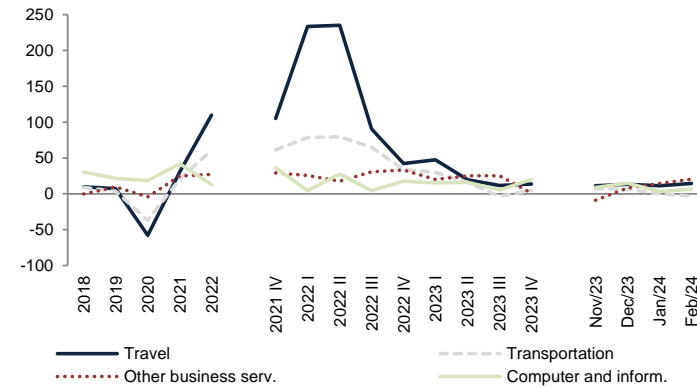 250
200
150
100
50
0
-50
-100
2018
2019
2020
2021
2022
2021 IV
2022 I
2022 II
2022 III
2022 IV
2023 I
2023 II
2023 III
2023 IV
Nov/23
Dec/23
Jan/24
Feb/24
Travel
Transportation
Other business serv.
Computer and inform.